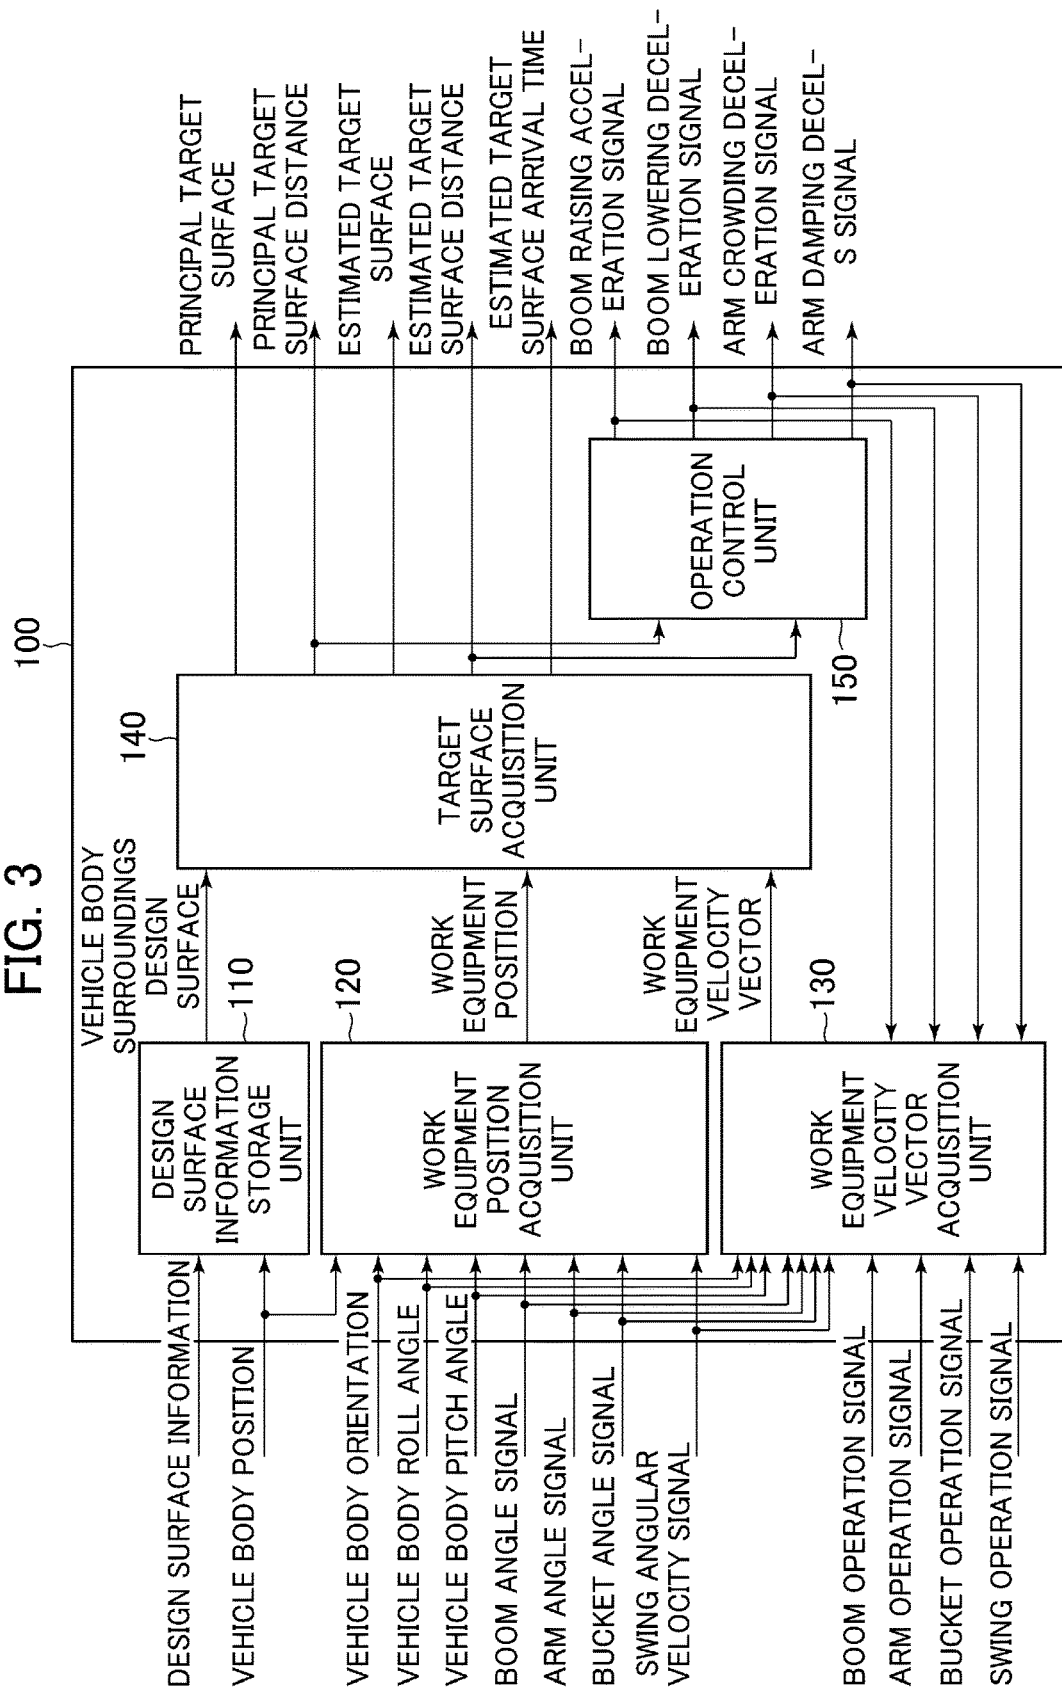 FIG. 3
100
DESIGN SURFACE INFORMATION
VEHICLE BODY POSITION
VEHICLE BODY ORIENTATION
VEHICLE BODY ROLL ANGLE
VEHICLE BODY PITCH ANGLE
BOOM ANGLE SIGNAL
ARM ANGLE SIGNAL
BUCKET ANGLE SIGNAL
SWING ANGULAR
VELOCITY SIGNAL
BOOM OPERATION SIGNAL
ARM OPERATION SIGNAL
BUCKET OPERATION SIGNAL
SWING OPERATION SIGNAL
DESIGN
SURFACE
INFORMATION
STORAGE
UNIT
110
WORK
EQUIPMENT
POSITION
ACQUISITION
UNIT
120
WORK
EQUIPMENT
VELOCITY
VECTOR
ACQUISITION
UNIT
130
VEHICLE BODY
SURROUNDINGS
DESIGN
SURFACE
WORK
EQUIPMENT
POSITION
WORK
EQUIPMENT
VELOCITY
VECTOR
140
TARGET
SURFACE
ACQUISITION
UNIT
OPERATION
CONTROL
UNIT
150
PRINCIPAL TARGET
SURFACE
PRINCIPAL TARGET
SURFACE DISTANCE
ESTIMATED TARGET
SURFACE
ESTIMATED TARGET
SURFACE DISTANCE
ESTIMATED TARGET
SURFACE ARRIVAL TIME
BOOM RAISING ACCEL-
ERATION SIGNAL
BOOM LOWERING DECEL-
ERATION SIGNAL
ARM CROWDING DECEL-
ERATION SIGNAL
ARM DAMPING DECEL-
S SIGNAL